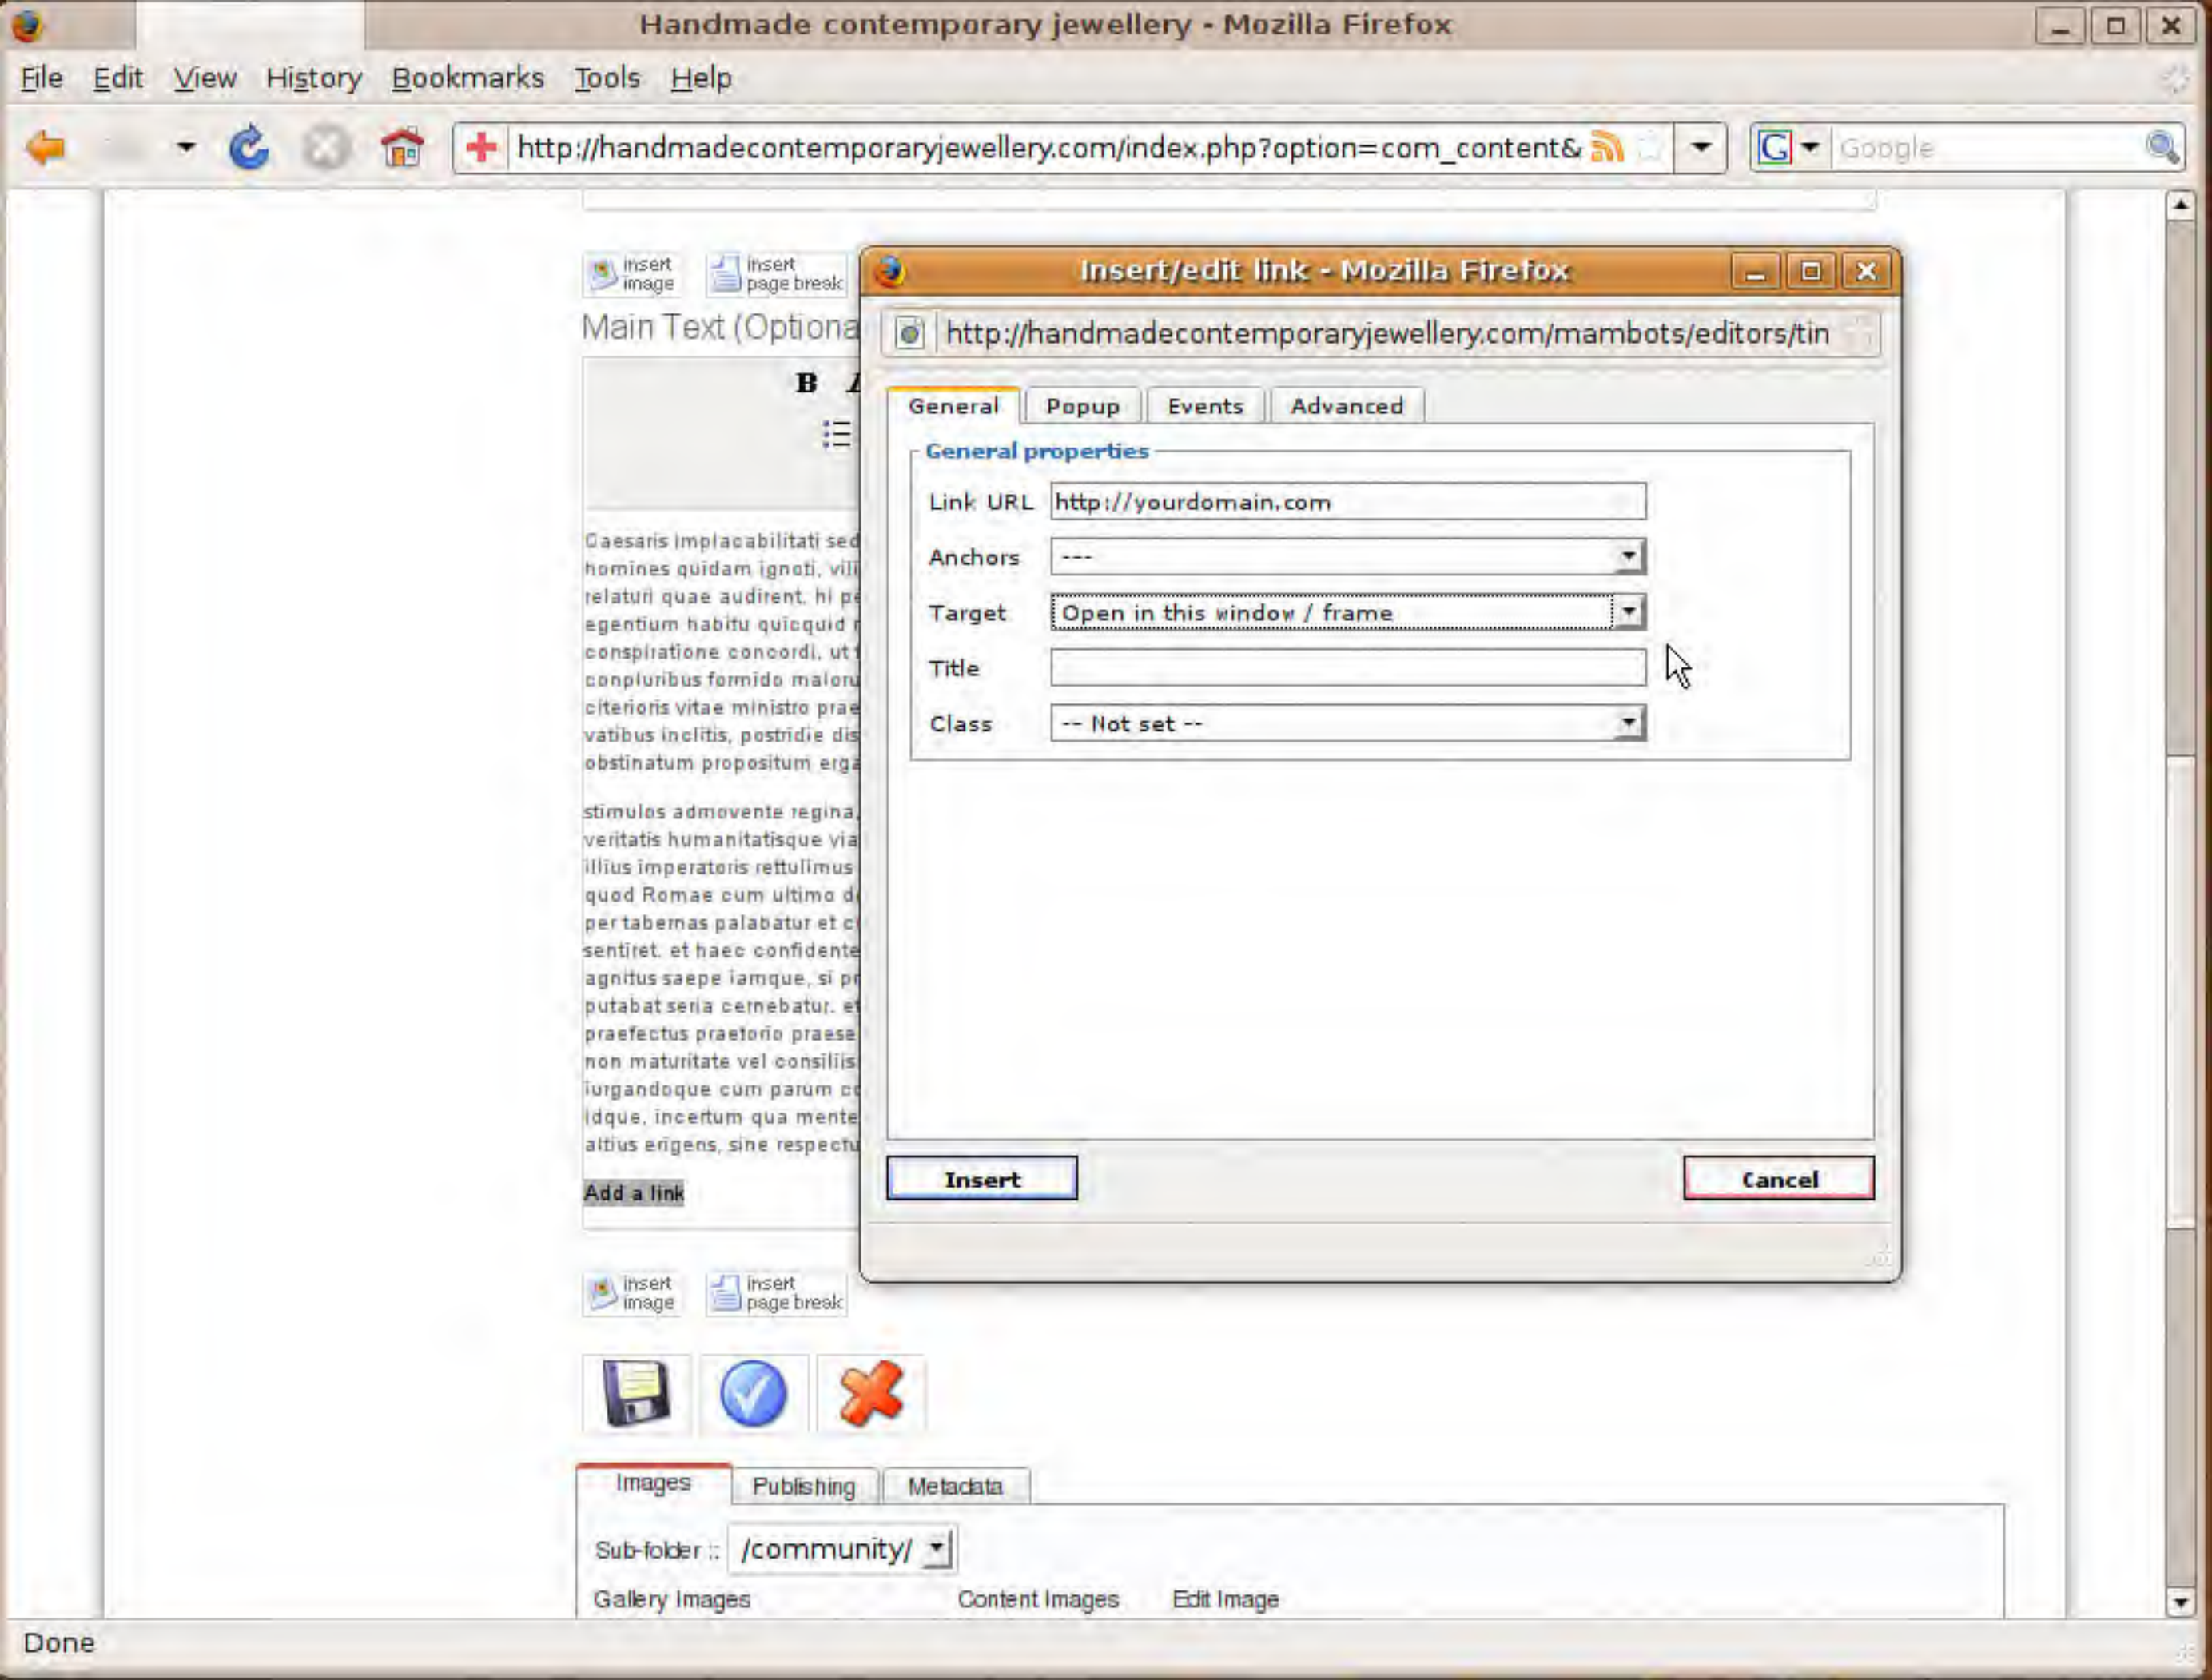 Handmade contemporary jewellery - Mozilla Firefox
File Edit View History Bookmarks Tools Help
http://handmadecontemporaryjewellery.com/index.php?option=com_content&
G Google
insert image
insert page break
Main Text (Optiona
B
Insert/edit link - Mozilla Firefox
http://handmadecontemporaryjewellery.com/mambots/editors/tin
General Popup Events Advanced
General properties
Link URL http://yourdomain.com
Anchors ---
Target Open in this window / frame
Title
Class -- Not set --
Insert Cancel
Caesaris implacabilitati sed
homines quidam ignoti, vili
relaturi quae audirent, hi pe
egentium habitu quicquid
conspiratione concordi, ut
conpluribus formido maloru
citerioris vitae ministro prae
vatibus inclitis, postridie dis
obstinatum propositum erga
stimulos admovente regina,
veritatis humanitatisque via
illius imperatoris rettulimus
quod Romae cum ultimo d
per tabernas palabatur et c
sentiret. et haec confidente
agnitus saepe iamque, si pr
putabat seria cernebatur. et
praefectus praetorio praese
non maturitate vel consiliis
iurgandoque cum parum co
idque, incertum qua mente
altius erigens, sine respectu
Add a link
insert image
insert page break
Images Publishing Metadata
Sub-folder :: /community/
Gallery Images Content Images Edit Image
Done